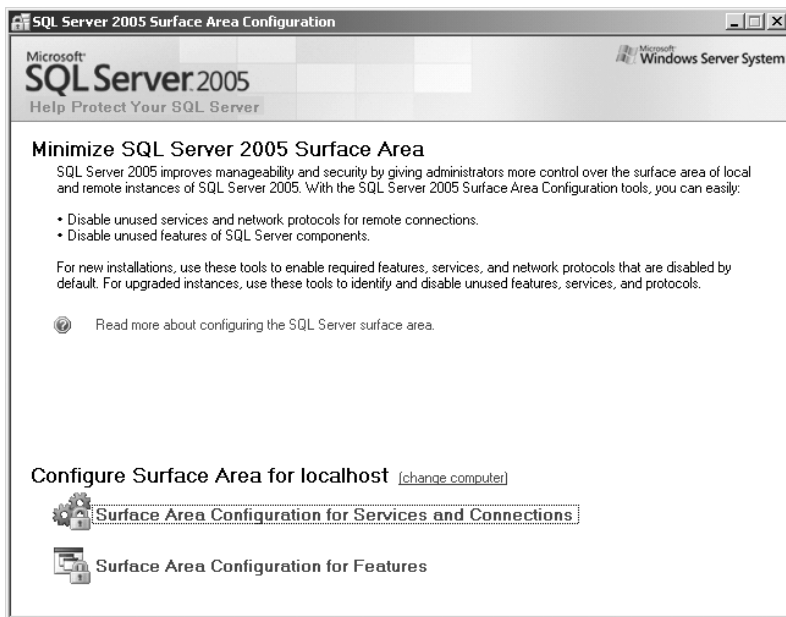 SQL Server 2005 Surface Area Configuration
Microsoft
SQL Server 2005
Help Protect Your SQL Server
Microsoft
Windows Server System
Minimize SQL Server 2005 Surface Area
SQL Server 2005 improves manageability and security by giving administrators more control over the surface area of local
and remote instances of SQL Server 2005. With the SQL Server 2005 Surface Area Configuration tools, you can easily:
• Disable unused services and network protocols for remote connections.
• Disable unused features of SQL Server components.
For new installations, use these tools to enable required features, services, and network protocols that are disabled by
default. For upgraded instances, use these tools to identify and disable unused features, services, and protocols.
Read more about configuring the SQL Server surface area.
Configure Surface Area for localhost (change computer)
Surface Area Configuration for Services and Connections
Surface Area Configuration for Features